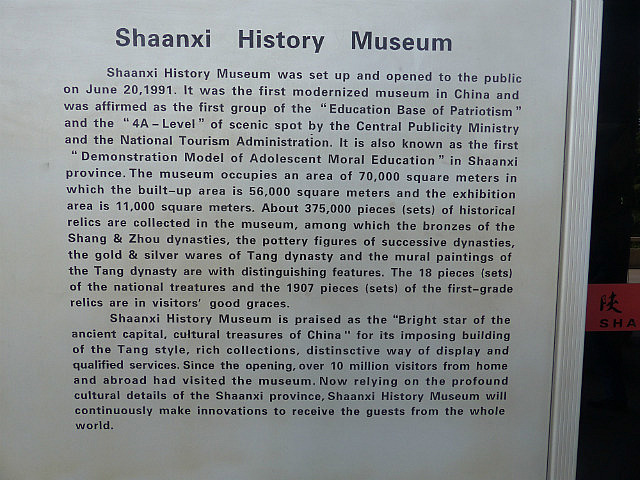 Shaanxi History Museum
Shaanxi History Museum was set up and opened to the public
on June 20,1991. It was the first modernized museum in China and
was affirmed as the first group of the "Education Base of Patriotism"
and the "4A-Level" of scenic spot by the Central Publicity Ministry
and the National Tourism Administration. It is also known as the first
"Demonstration Model of Adolescent Moral Education" in Shaanxi
province. The museum occupies an area of 70,000 square meters in
which the built-up area is 56,000 square meters and the exhibition
area is 11,000 square meters. About 375,000 pieces (sets) of historical
relics are collected in the museum, among which the bronzes of the
Shang & Zhou dynasties, the pottery figures of successive dynasties,
the gold & silver wares of Tang dynasty and the mural paintings of
the Tang dynasty are with distinguishing features. The 18 pieces (sets)
of the national treatures and the 1907 pieces (sets) of the first-grade
relics are in visitors' good graces.
Shaanxi History Museum is praised as the "Bright star of the
ancient capital, cultural treasures of China" for its imposing building
of the Tang style, rich collections, distinsctive way of display and
qualified services. Since the opening, over 10 million visitors from home
and abroad had visited the museum. Now relying on the profound
cultural details of the Shaanxi province, Shaanxi History Museum will
continuously make innovations to receive the guests from the whole
world.
陕
SHA